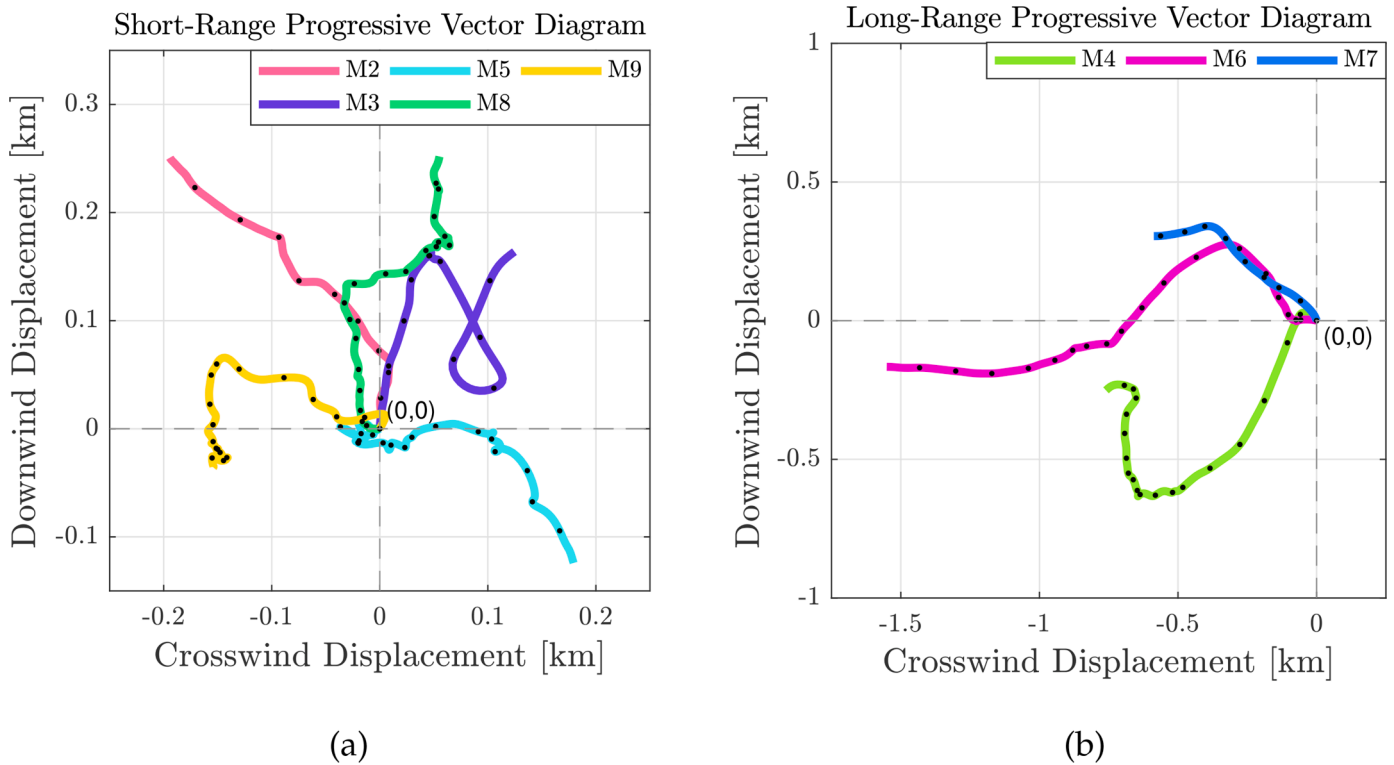 Short-Range Progressive Vector Diagram
M2 M5 M9
M3 M8
0.3
0.2
0.1
0
-0.1
Downwind Displacement [km]
(0,0)
-0.2 -0.1 0 0.1 0.2
Crosswind Displacement [km]
(a)
Long-Range Progressive Vector Diagram
M4 M6 M7
1
0.5
0
-0.5
-1
Downwind Displacement [km]
(0,0)
-1.5 -1 -0.5 0
Crosswind Displacement [km]
(b)